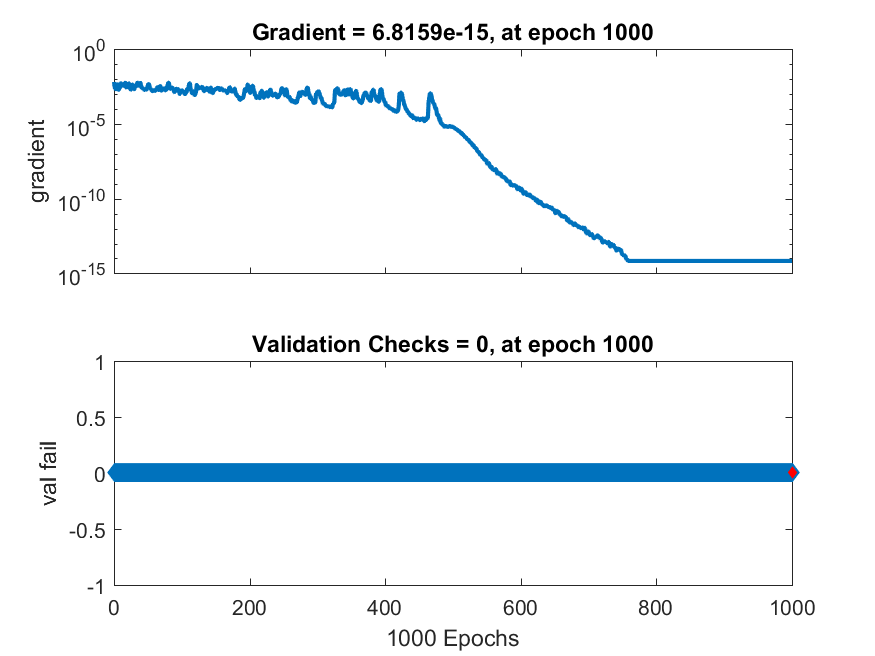 Gradient = 6.8159e-15, at epoch 1000
10^0
10^-5
10^-10
10^-15
gradient
Validation Checks = 0, at epoch 1000
1
0.5
0
-0.5
-1
val fail
0 200 400 600 800 1000
1000 Epochs